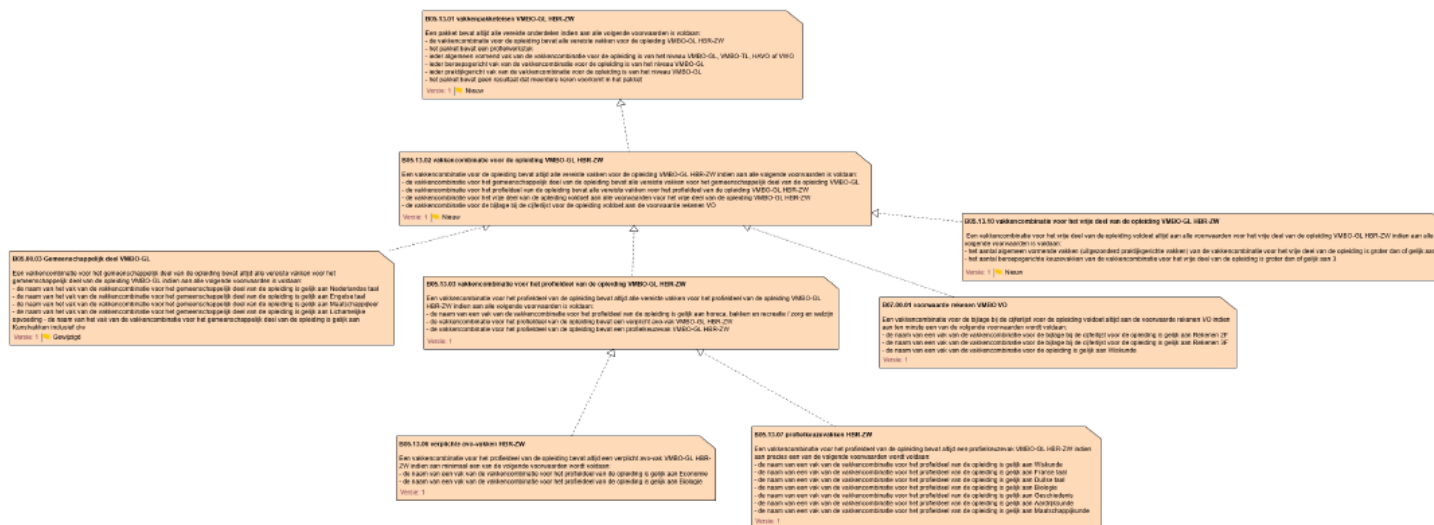 B05.13.01 vakkenpakketeisen VMBO-GL HBR-ZW
Een pakket bevat altijd alle vereiste onderdelen indien aan alle volgende voorwaarden is voldaan:
- de vakkencombinatie voor de opleiding bevat alle vereiste vakken voor de opleiding VMBO-GL HBR-ZW
- het pakket bevat een profielwerkstuk
- ieder algemeen vormend vak van de vakkencombinatie voor de opleiding is van het niveau VMBO-GL, VMBO-TL, HAVO of VWO
- ieder beroepsgericht vak van de vakkencombinatie voor de opleiding is van het niveau VMBO-GL
- ieder praktijkgericht vak van de vakkencombinatie voor de opleiding is van het niveau VMBO-GL
- het pakket bevat geen resultaat dat meerdere keren voorkomt in het pakket
Versie: 1 Nieuw
B05.13.02 vakkencombinatie voor de opleiding VMBO-GL HBR-ZW
Een vakkencombinatie voor de opleiding bevat altijd alle vereiste vakken voor de opleiding VMBO-GL HBR-ZW indien aan alle volgende voorwaarden is voldaan:
- de vakkencombinatie voor het gemeenschappelijk deel van de opleiding bevat alle vereiste vakken voor het gemeenschappelijk deel van de opleiding VMBO-GL
- de vakkencombinatie voor het profieldeel van de opleiding bevat alle vereiste vakken voor het profieldeel van de opleiding VMBO-GL HBR-ZW
- de vakkencombinatie voor het vrije deel van de opleiding voldoet aan alle voorwaarden voor het vrije deel van de opleiding VMBO-GL HBR-ZW
- de vakkencombinatie voor de bijlage bij de cijferlijst voor de opleiding voldoet aan de voorwaarde rekenen VO
Versie: 1 Nieuw
B05.13.10 vakkencombinatie voor het vrije deel van de opleiding VMBO-GL HBR-ZW
Een vakkencombinatie voor het vrije deel van de opleiding voldoet altijd aan alle voorwaarden voor het vrije deel van de opleiding VMBO-GL HBR-ZW indien aan alle
volgende voorwaarden is voldaan:
- het aantal algemeen vormende vakken (uitgezonderd praktijkgerichte vakken) van de vakkencombinatie voor het vrije deel van de opleiding is groter dan of gelijk aan
- het aantal beroepsgerichte keuzevakken van de vakkencombinatie voor het vrije deel van de opleiding is groter dan of gelijk aan 3
Versie: 1 Nieuw
B05.00.03 Gemeenschappelijk deel VMBO-GL
Een vakkencombinatie voor het gemeenschappelijk deel van de opleiding bevat altijd alle vereiste vakken voor het
gemeenschappelijk deel van de opleiding VMBO-GL indien aan alle volgende voorwaarden is voldaan:
- de naam van het vak van de vakkencombinatie voor het gemeenschappelijk deel van de opleiding is gelijk aan Nederlandse taal
- de naam van het vak van de vakkencombinatie voor het gemeenschappelijk deel van de opleiding is gelijk aan Engelse taal
- de naam van het vak van de vakkencombinatie voor het gemeenschappelijk deel van de opleiding is gelijk aan Maatschappijleer
- de naam van het vak van de vakkencombinatie voor het gemeenschappelijk deel van de opleiding is gelijk aan Lichamelijke
opvoeding - de naam van het vak van de vakkencombinatie voor het gemeenschappelijk deel van de opleiding is gelijk aan
Kunstvakken inclusief ckv
Versie: 1 Gewijzigd
B05.13.03 vakkencombinatie voor het profieldeel van de opleiding VMBO-GL HBR-ZW
Een vakkencombinatie voor het profieldeel van de opleiding bevat altijd alle vereiste vakken voor het profieldeel van de opleiding VMBO-GL
HBR-ZW indien aan alle volgende voorwaarden is voldaan:
- de naam van een vak van de vakkencombinatie voor het profieldeel van de opleiding is gelijk aan horeca, bakken en recreatie / zorg en welzijn
- de vakkencombinatie voor het profieldeel van de opleiding bevat een verplicht avo-vak VMBO-GL HBR-ZW
- de vakkencombinatie voor het profieldeel van de opleiding bevat een profielkeuzevak VMBO-GL HBR-ZW
Versie: 1
B07.00.01 voorwaarde rekenen VMBO VO
Een vakkencombinatie voor de bijlage bij de cijferlijst voor de opleiding voldoet altijd aan de voorwaarde rekenen VO indien
aan ten minste een van de volgende voorwaarden wordt voldaan:
- de naam van een vak van de vakkencombinatie voor de bijlage bij de cijferlijst voor de opleiding is gelijk aan Rekenen 2F
- de naam van een vak van de vakkencombinatie voor de bijlage bij de cijferlijst voor de opleiding is gelijk aan Rekenen 3F
- de naam van een vak van de vakkencombinatie voor de opleiding is gelijk aan Wiskunde
Versie: 1
B05.13.06 verplichte avo-vakken HBR-ZW
Een vakkencombinatie voor het profieldeel van de opleiding bevat altijd een verplicht avo-vak VMBO-GL HBR-
ZW indien aan minimaal een van de volgende voorwaarden wordt voldaan:
- de naam van een vak van de vakkencombinatie voor het profieldeel van de opleiding is gelijk aan Economie
- de naam van een vak van de vakkencombinatie voor het profieldeel van de opleiding is gelijk aan Biologie
Versie: 1
B05.13.07 profielkeuzevakken HBR-ZW
Een vakkencombinatie voor het profieldeel van de opleiding bevat altijd een profielkeuzevak VMBO-GL HBR-ZW indien
aan precies een van de volgende voorwaarden wordt voldaan:
- de naam van een vak van de vakkencombinatie voor het profieldeel van de opleiding is gelijk aan Wiskunde
- de naam van een vak van de vakkencombinatie voor het profieldeel van de opleiding is gelijk aan Franse taal
- de naam van een vak van de vakkencombinatie voor het profieldeel van de opleiding is gelijk aan Duitse taal
- de naam van een vak van de vakkencombinatie voor het profieldeel van de opleiding is gelijk aan Biologie
- de naam van een vak van de vakkencombinatie voor het profieldeel van de opleiding is gelijk aan Geschiedenis
- de naam van een vak van de vakkencombinatie voor het profieldeel van de opleiding is gelijk aan Aardrijkskunde
- de naam van een vak van de vakkencombinatie voor het profieldeel van de opleiding is gelijk aan Maatschappijkunde
Versie: 1